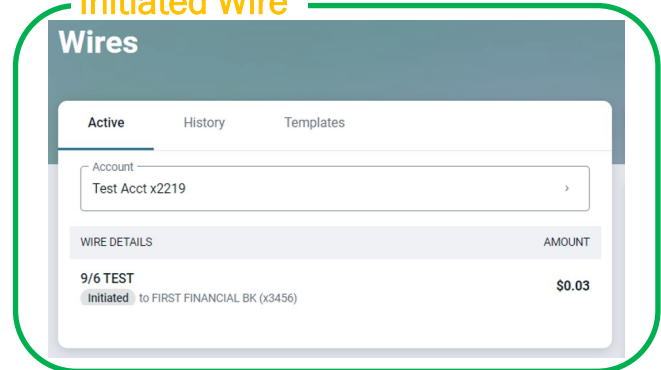 Initiated Wire
Wires
Active History Templates
Account
Test Acct x2219 ›
WIRE DETAILS AMOUNT
9/6 TEST $0.03
Initiated to FIRST FINANCIAL BK (x3456)